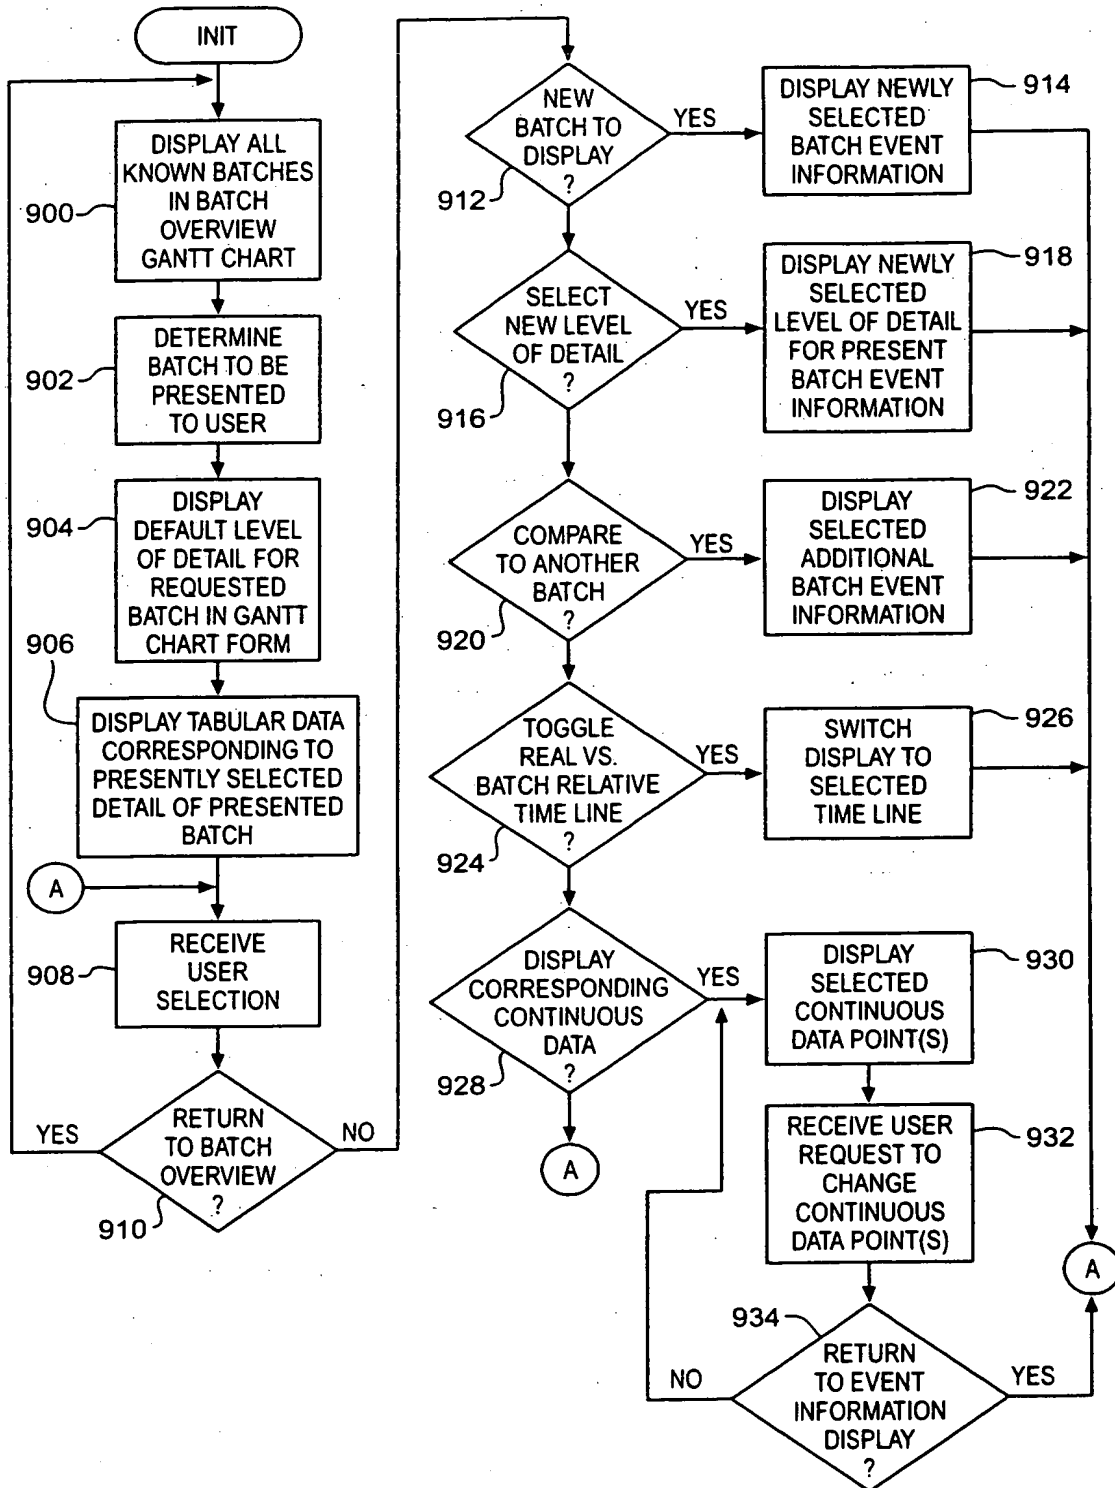 INIT
DISPLAY ALL
KNOWN BATCHES
IN BATCH
OVERVIEW
GANTT CHART
900
DETERMINE
BATCH TO BE
PRESENTED
TO USER
902
DISPLAY
DEFAULT LEVEL
OF DETAIL FOR
REQUESTED
BATCH IN GANTT
CHART FORM
904
906
DISPLAY TABULAR DATA
CORRESPONDING TO
PRESENTLY SELECTED
DETAIL OF PRESENTED
BATCH
A
RECEIVE
USER
SELECTION
908
YES
RETURN
TO BATCH
OVERVIEW
?
NO
910
NEW
BATCH TO
DISPLAY
?
912
YES
DISPLAY NEWLY
SELECTED
BATCH EVENT
INFORMATION
914
SELECT
NEW LEVEL
OF DETAIL
?
916
YES
DISPLAY NEWLY
SELECTED
LEVEL OF DETAIL
FOR PRESENT
BATCH EVENT
INFORMATION
918
COMPARE
TO ANOTHER
BATCH
?
920
YES
DISPLAY
SELECTED
ADDITIONAL
BATCH EVENT
INFORMATION
922
TOGGLE
REAL VS.
BATCH RELATIVE
TIME LINE
?
924
YES
SWITCH
DISPLAY TO
SELECTED
TIME LINE
926
DISPLAY
CORRESPONDING
CONTINUOUS
DATA
?
928
YES
DISPLAY
SELECTED
CONTINUOUS
DATA POINT(S)
930
A
RECEIVE USER
REQUEST TO
CHANGE
CONTINUOUS
DATA POINT(S)
932
A
934
NO
RETURN
TO EVENT
INFORMATION
DISPLAY
?
YES